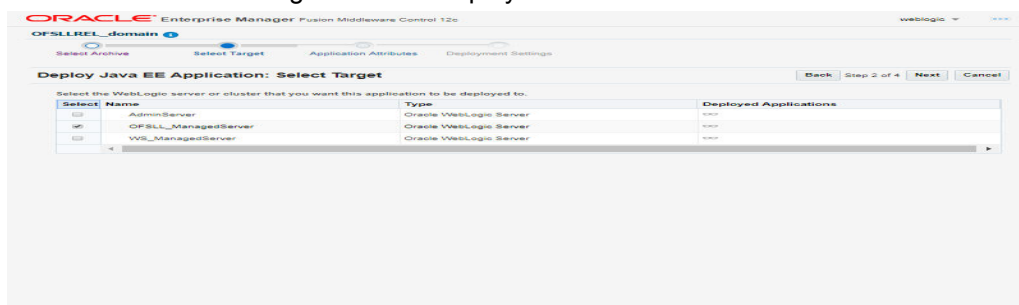 ORACLE Enterprise Manager Fusion Middleware Control 12c weblogic
OFSLLREL_domain
Select Archive Select Target Application Attributes Deployment Settings
Deploy Java EE Application: Select Target Back Step 2 of 4 Next Cancel
Select the WebLogic server or cluster that you want this application to be deployed to.
Select Name Type Deployed Applications
AdminServer Oracle WebLogic Server
OFSLL_ManagedServer Oracle WebLogic Server
WS_ManagedServer Oracle WebLogic Server